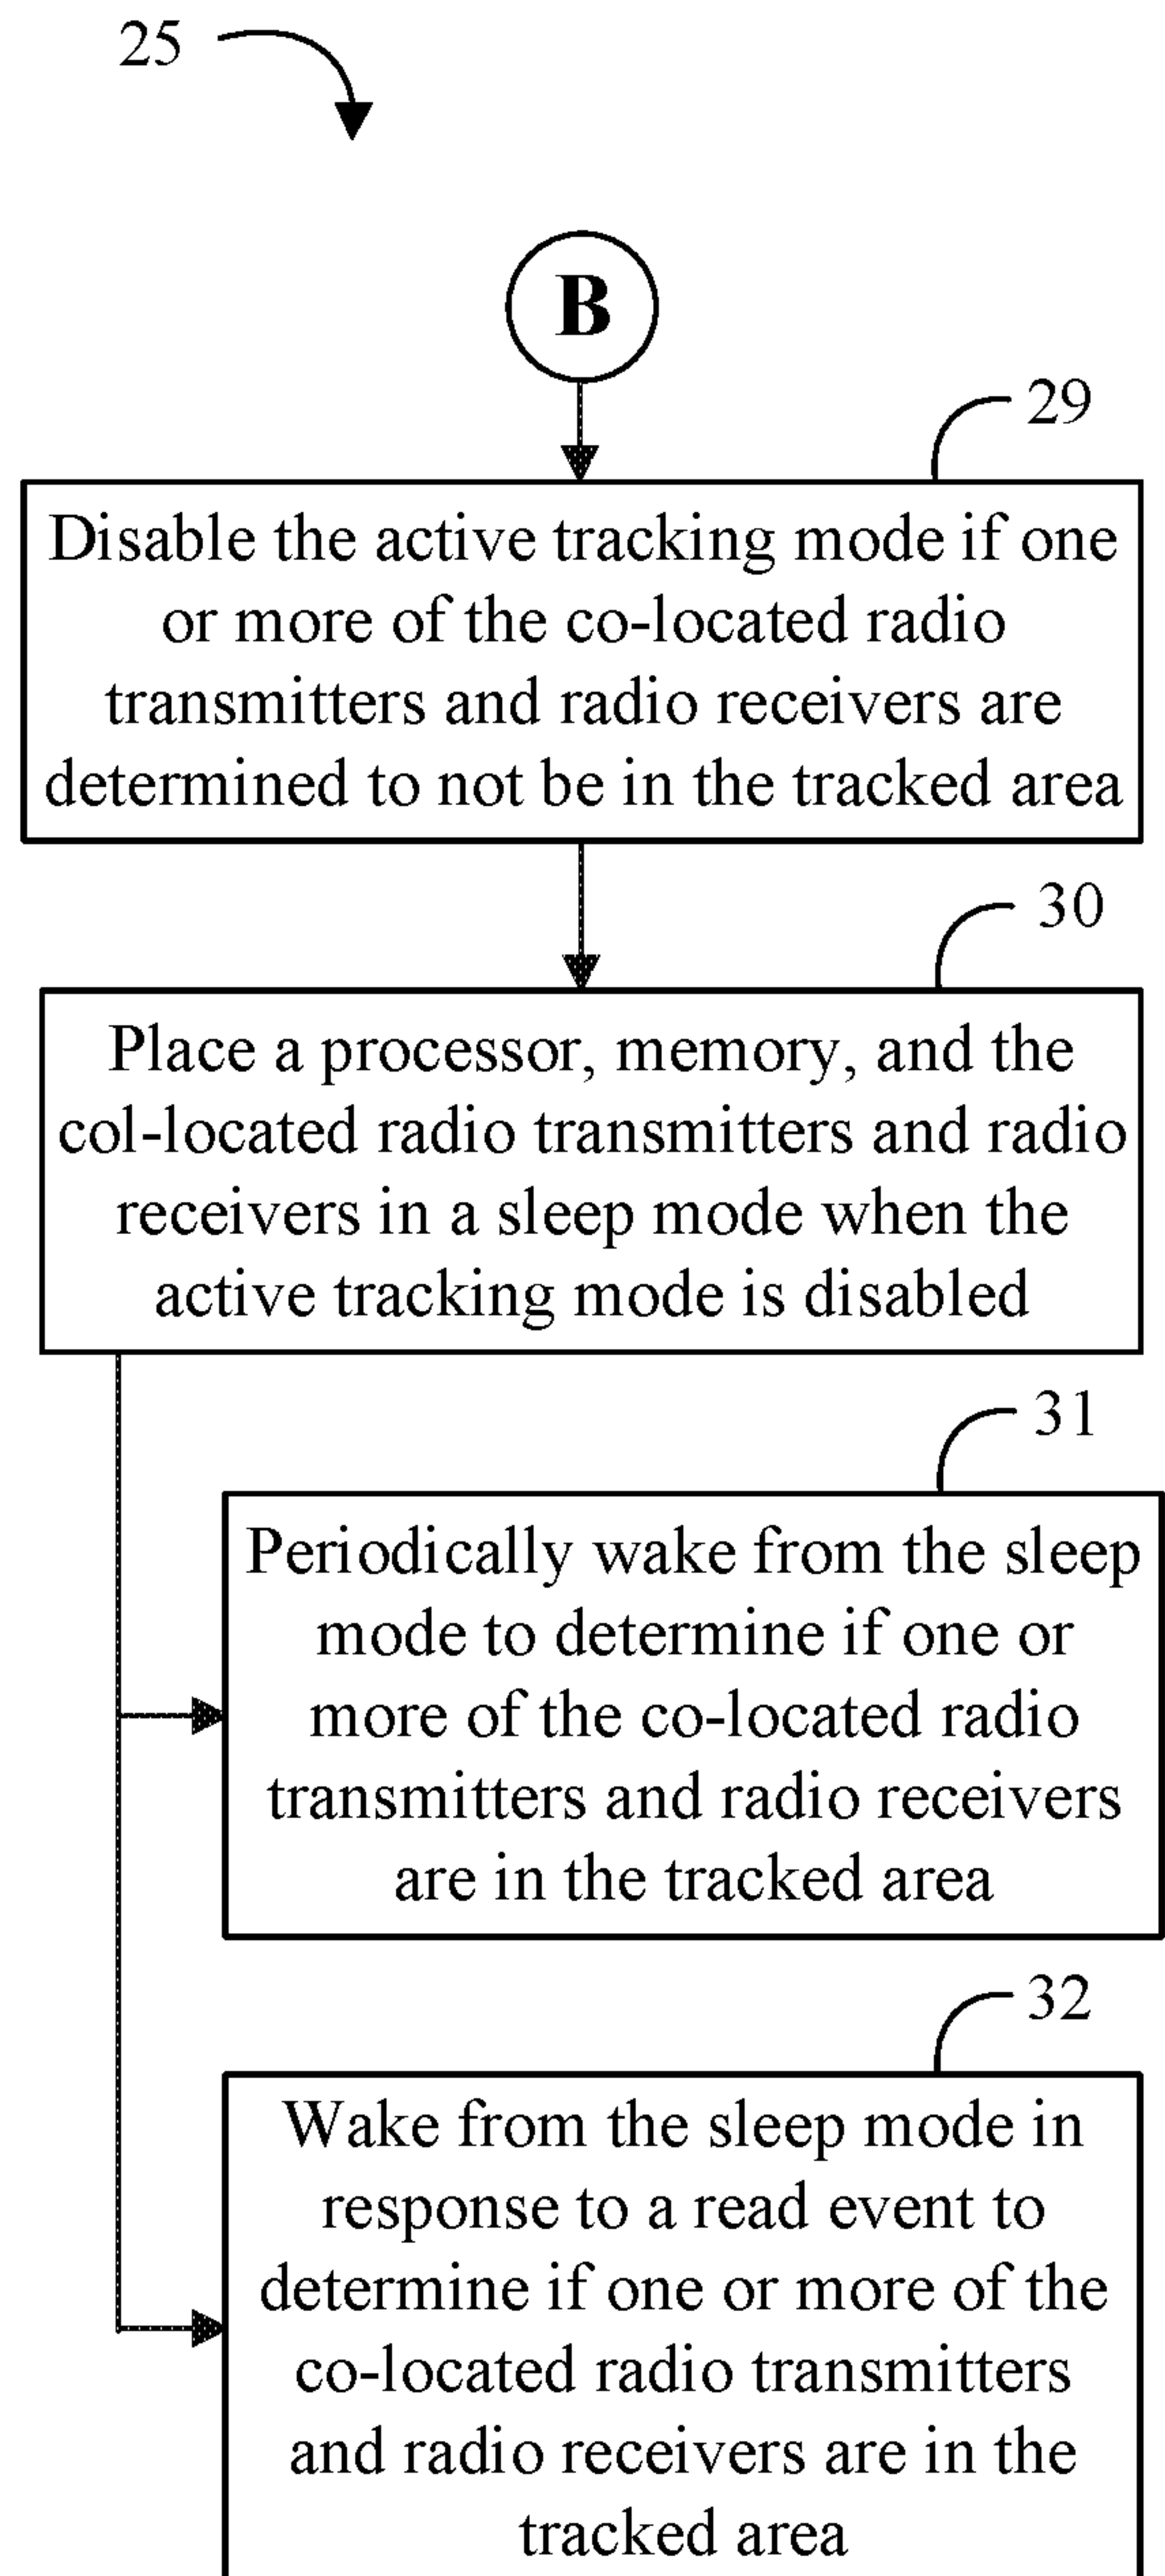 25
B
29
Disable the active tracking mode if one
or more of the co-located radio
transmitters and radio receivers are
determined to not be in the tracked area
30
Place a processor, memory, and the
col-located radio transmitters and radio
receivers in a sleep mode when the
active tracking mode is disabled
31
Periodically wake from the sleep
mode to determine if one or
more of the co-located radio
transmitters and radio receivers
are in the tracked area
32
Wake from the sleep mode in
response to a read event to
determine if one or more of the
co-located radio transmitters
and radio receivers are in the
tracked area